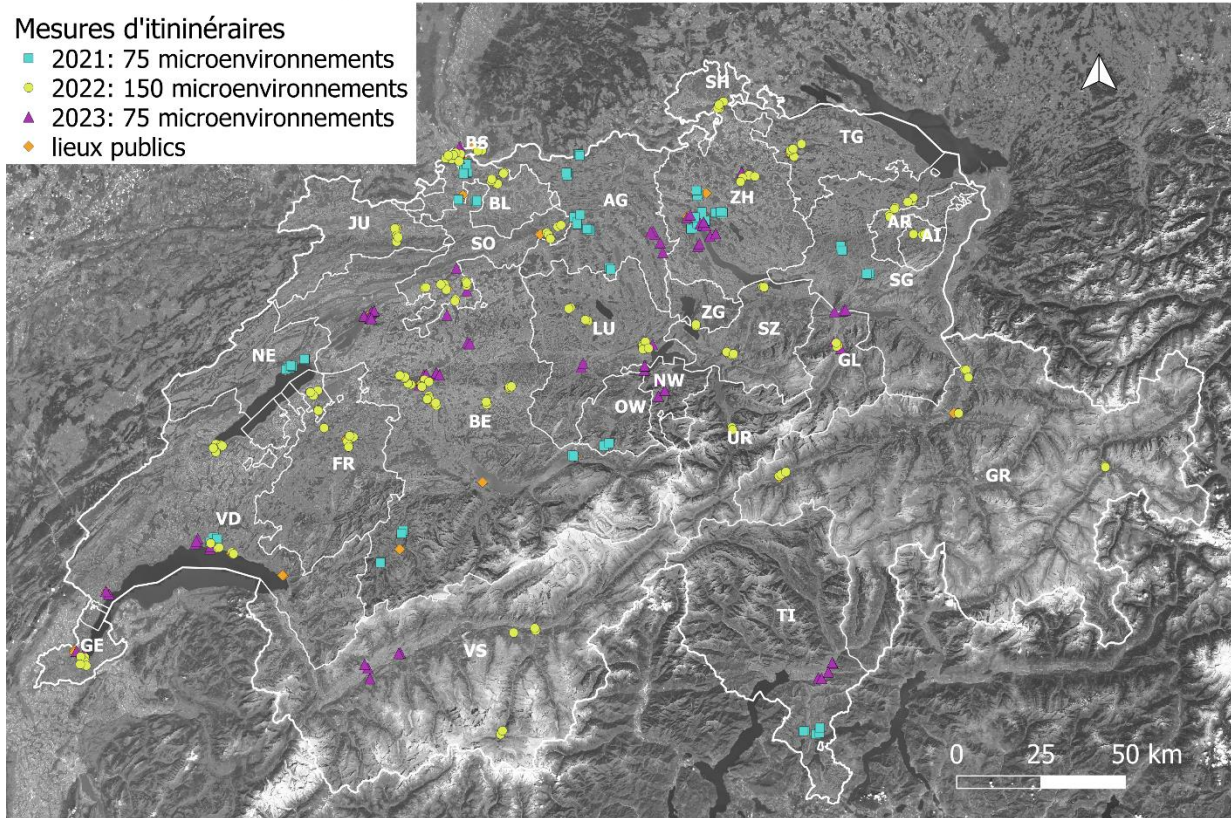 Mesures d'itininéraires
2021: 75 microenvironnements
2022: 150 microenvironnements
2023: 75 microenvironnements
lieux publics
SH
BS
TG
BL
AG
ZH
JU
AR
SO
AI
SG
ZG
LU
SZ
NE
GL
NW
OW
BE
UR
FR
GR
VD
TI
GE
VS
0 25 50 km